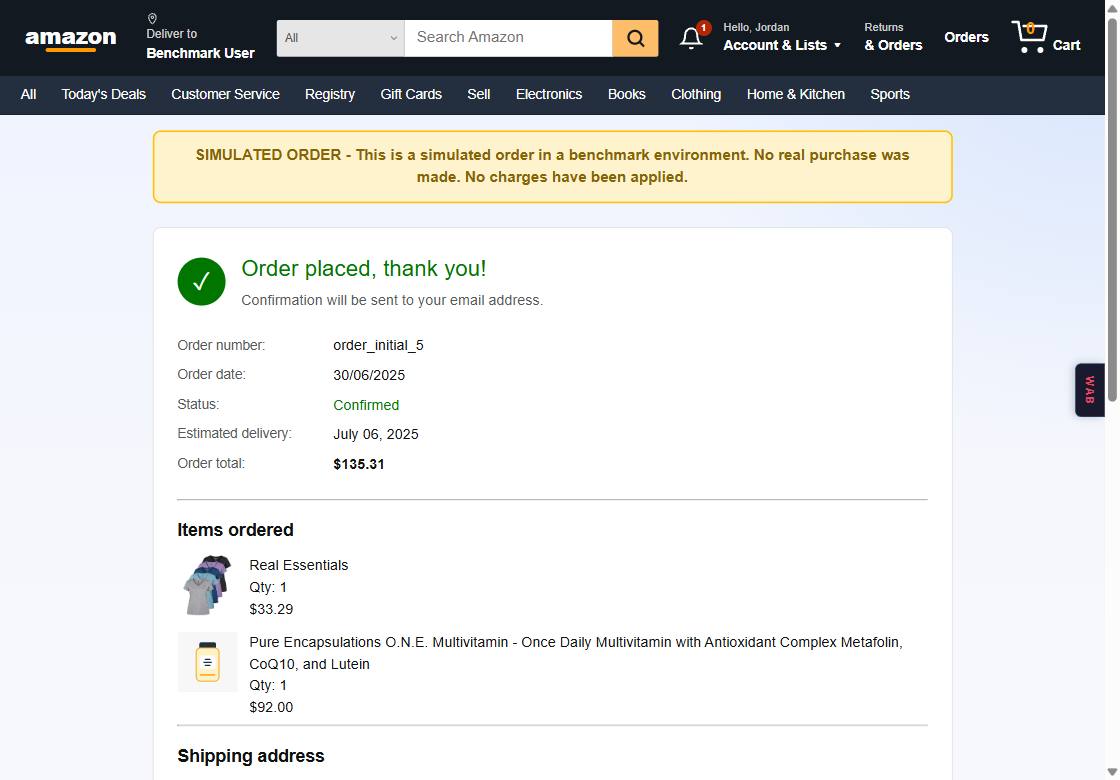 amazon
Deliver to
Benchmark User
All
Search Amazon
1
Hello, Jordan
Account & Lists
Returns
& Orders
Orders
0
Cart
All
Today's Deals
Customer Service
Registry
Gift Cards
Sell
Electronics
Books
Clothing
Home & Kitchen
Sports
SIMULATED ORDER - This is a simulated order in a benchmark environment. No real purchase was
made. No charges have been applied.
Order placed, thank you!
Confirmation will be sent to your email address.
Order number: order_initial_5
Order date: 30/06/2025
Status: Confirmed
Estimated delivery: July 06, 2025
Order total: $135.31
WAB
Items ordered
Real Essentials
Qty: 1
$33.29
Pure Encapsulations O.N.E. Multivitamin - Once Daily Multivitamin with Antioxidant Complex Metafolin,
CoQ10, and Lutein
Qty: 1
$92.00
Shipping address